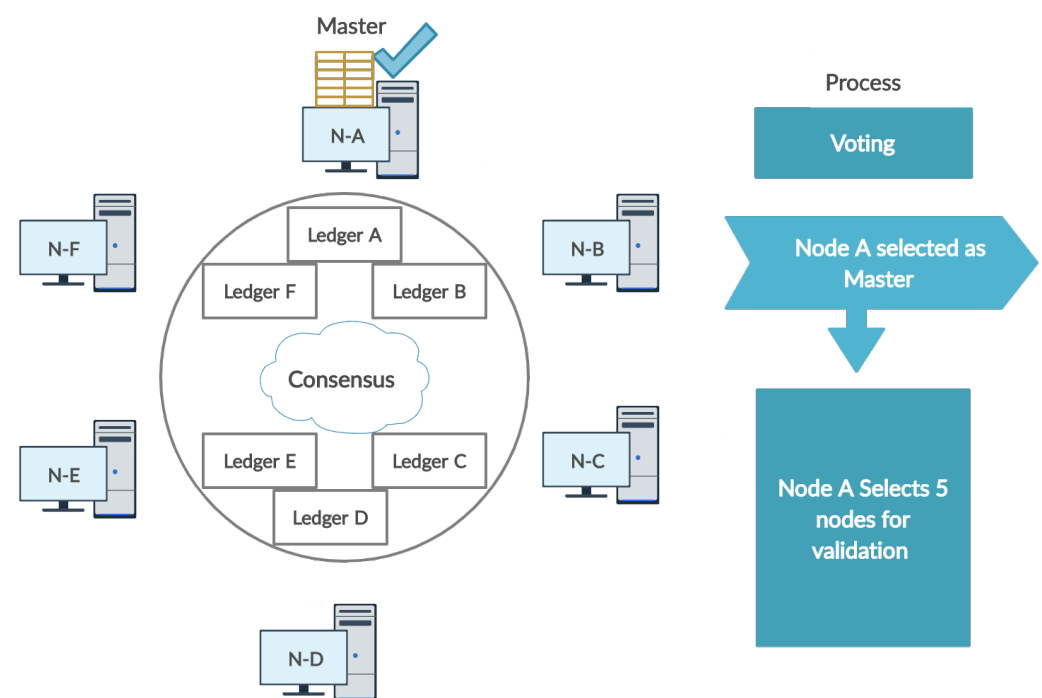 Master
N-A
N-F
N-B
Ledger A
Ledger F
Ledger B
Consensus
Ledger E
Ledger C
Ledger D
N-E
N-C
N-D
Process
Voting
Node A selected as
Master
Node A Selects 5
nodes for
validation